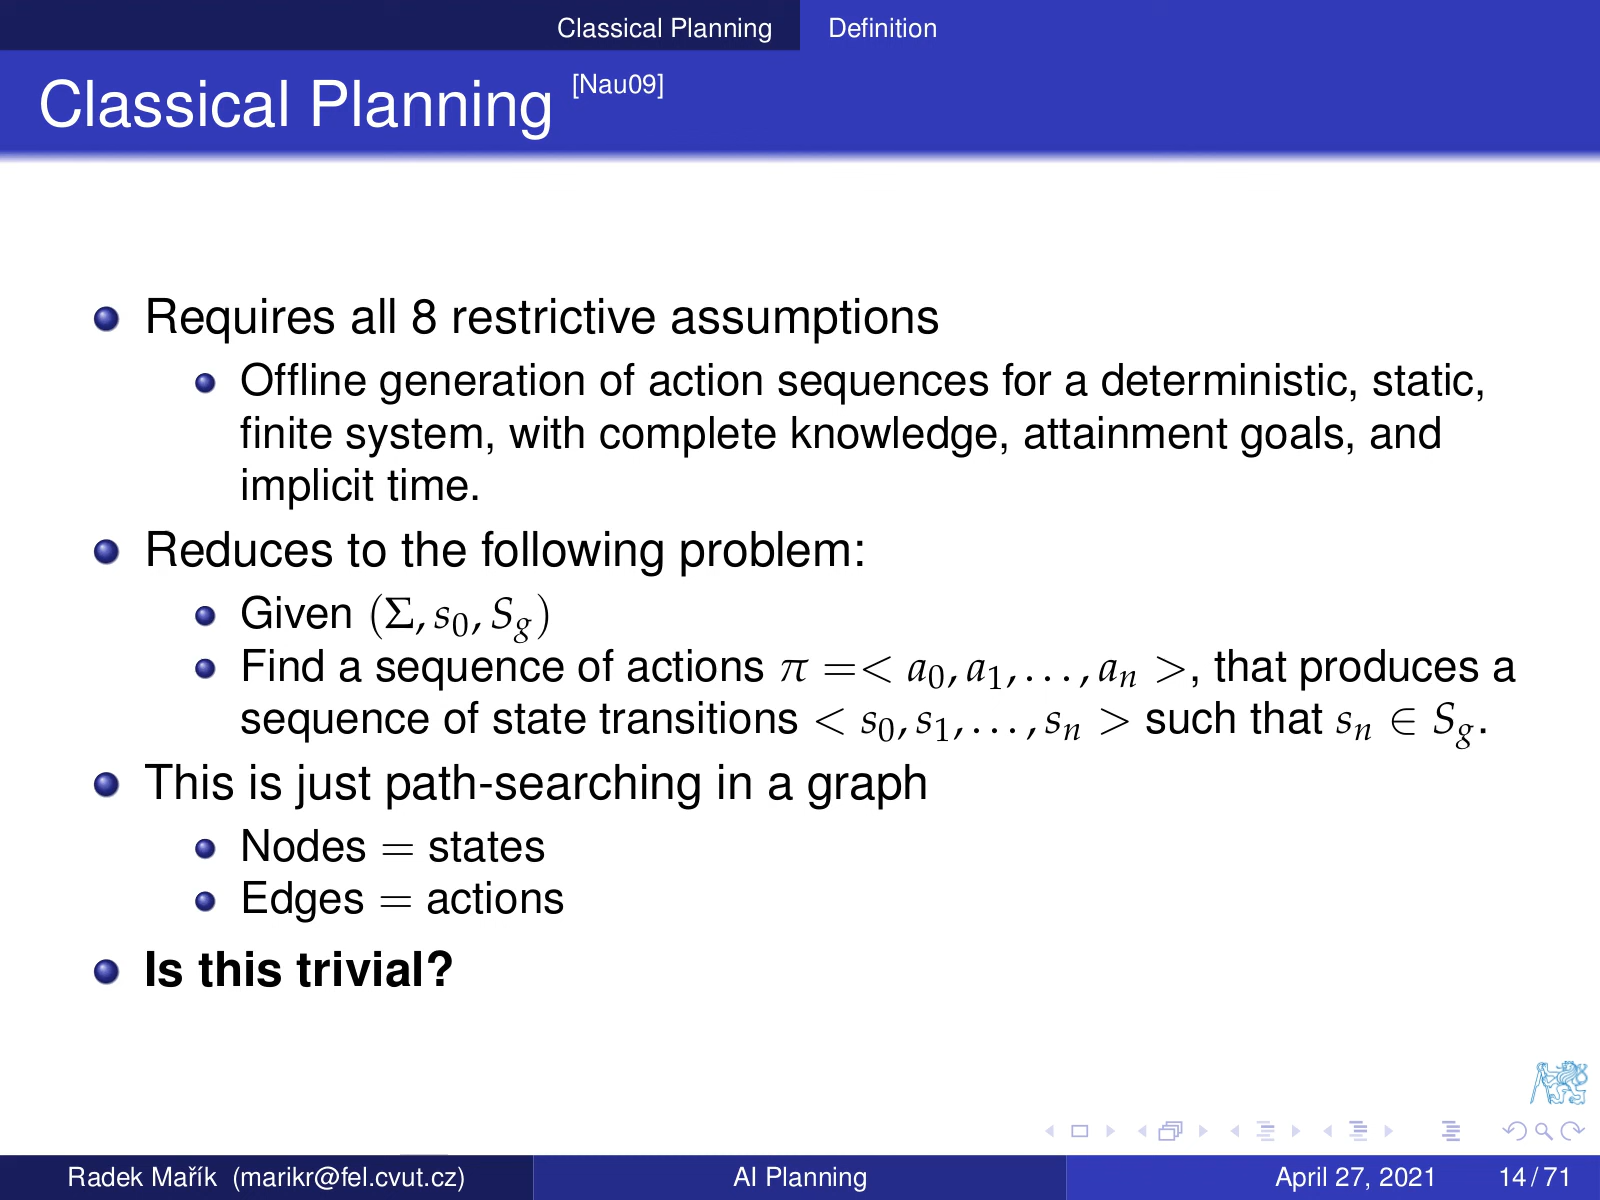 Classical Planning Definition
Classical Planning [Nau09]
Requires all 8 restrictive assumptions
Offline generation of action sequences for a deterministic, static,
finite system, with complete knowledge, attainment goals, and
implicit time.
Reduces to the following problem:
Given (Σ, s₀, S_g)
Find a sequence of actions π =< a₀, a₁, . . . , aₙ >, that produces a
sequence of state transitions < s₀, s₁, . . . , sₙ > such that sₙ ∈ S_g.
This is just path-searching in a graph
Nodes = states
Edges = actions
Is this trivial?
Radek Mařík (marikr@fel.cvut.cz) AI Planning April 27, 2021 14 / 71